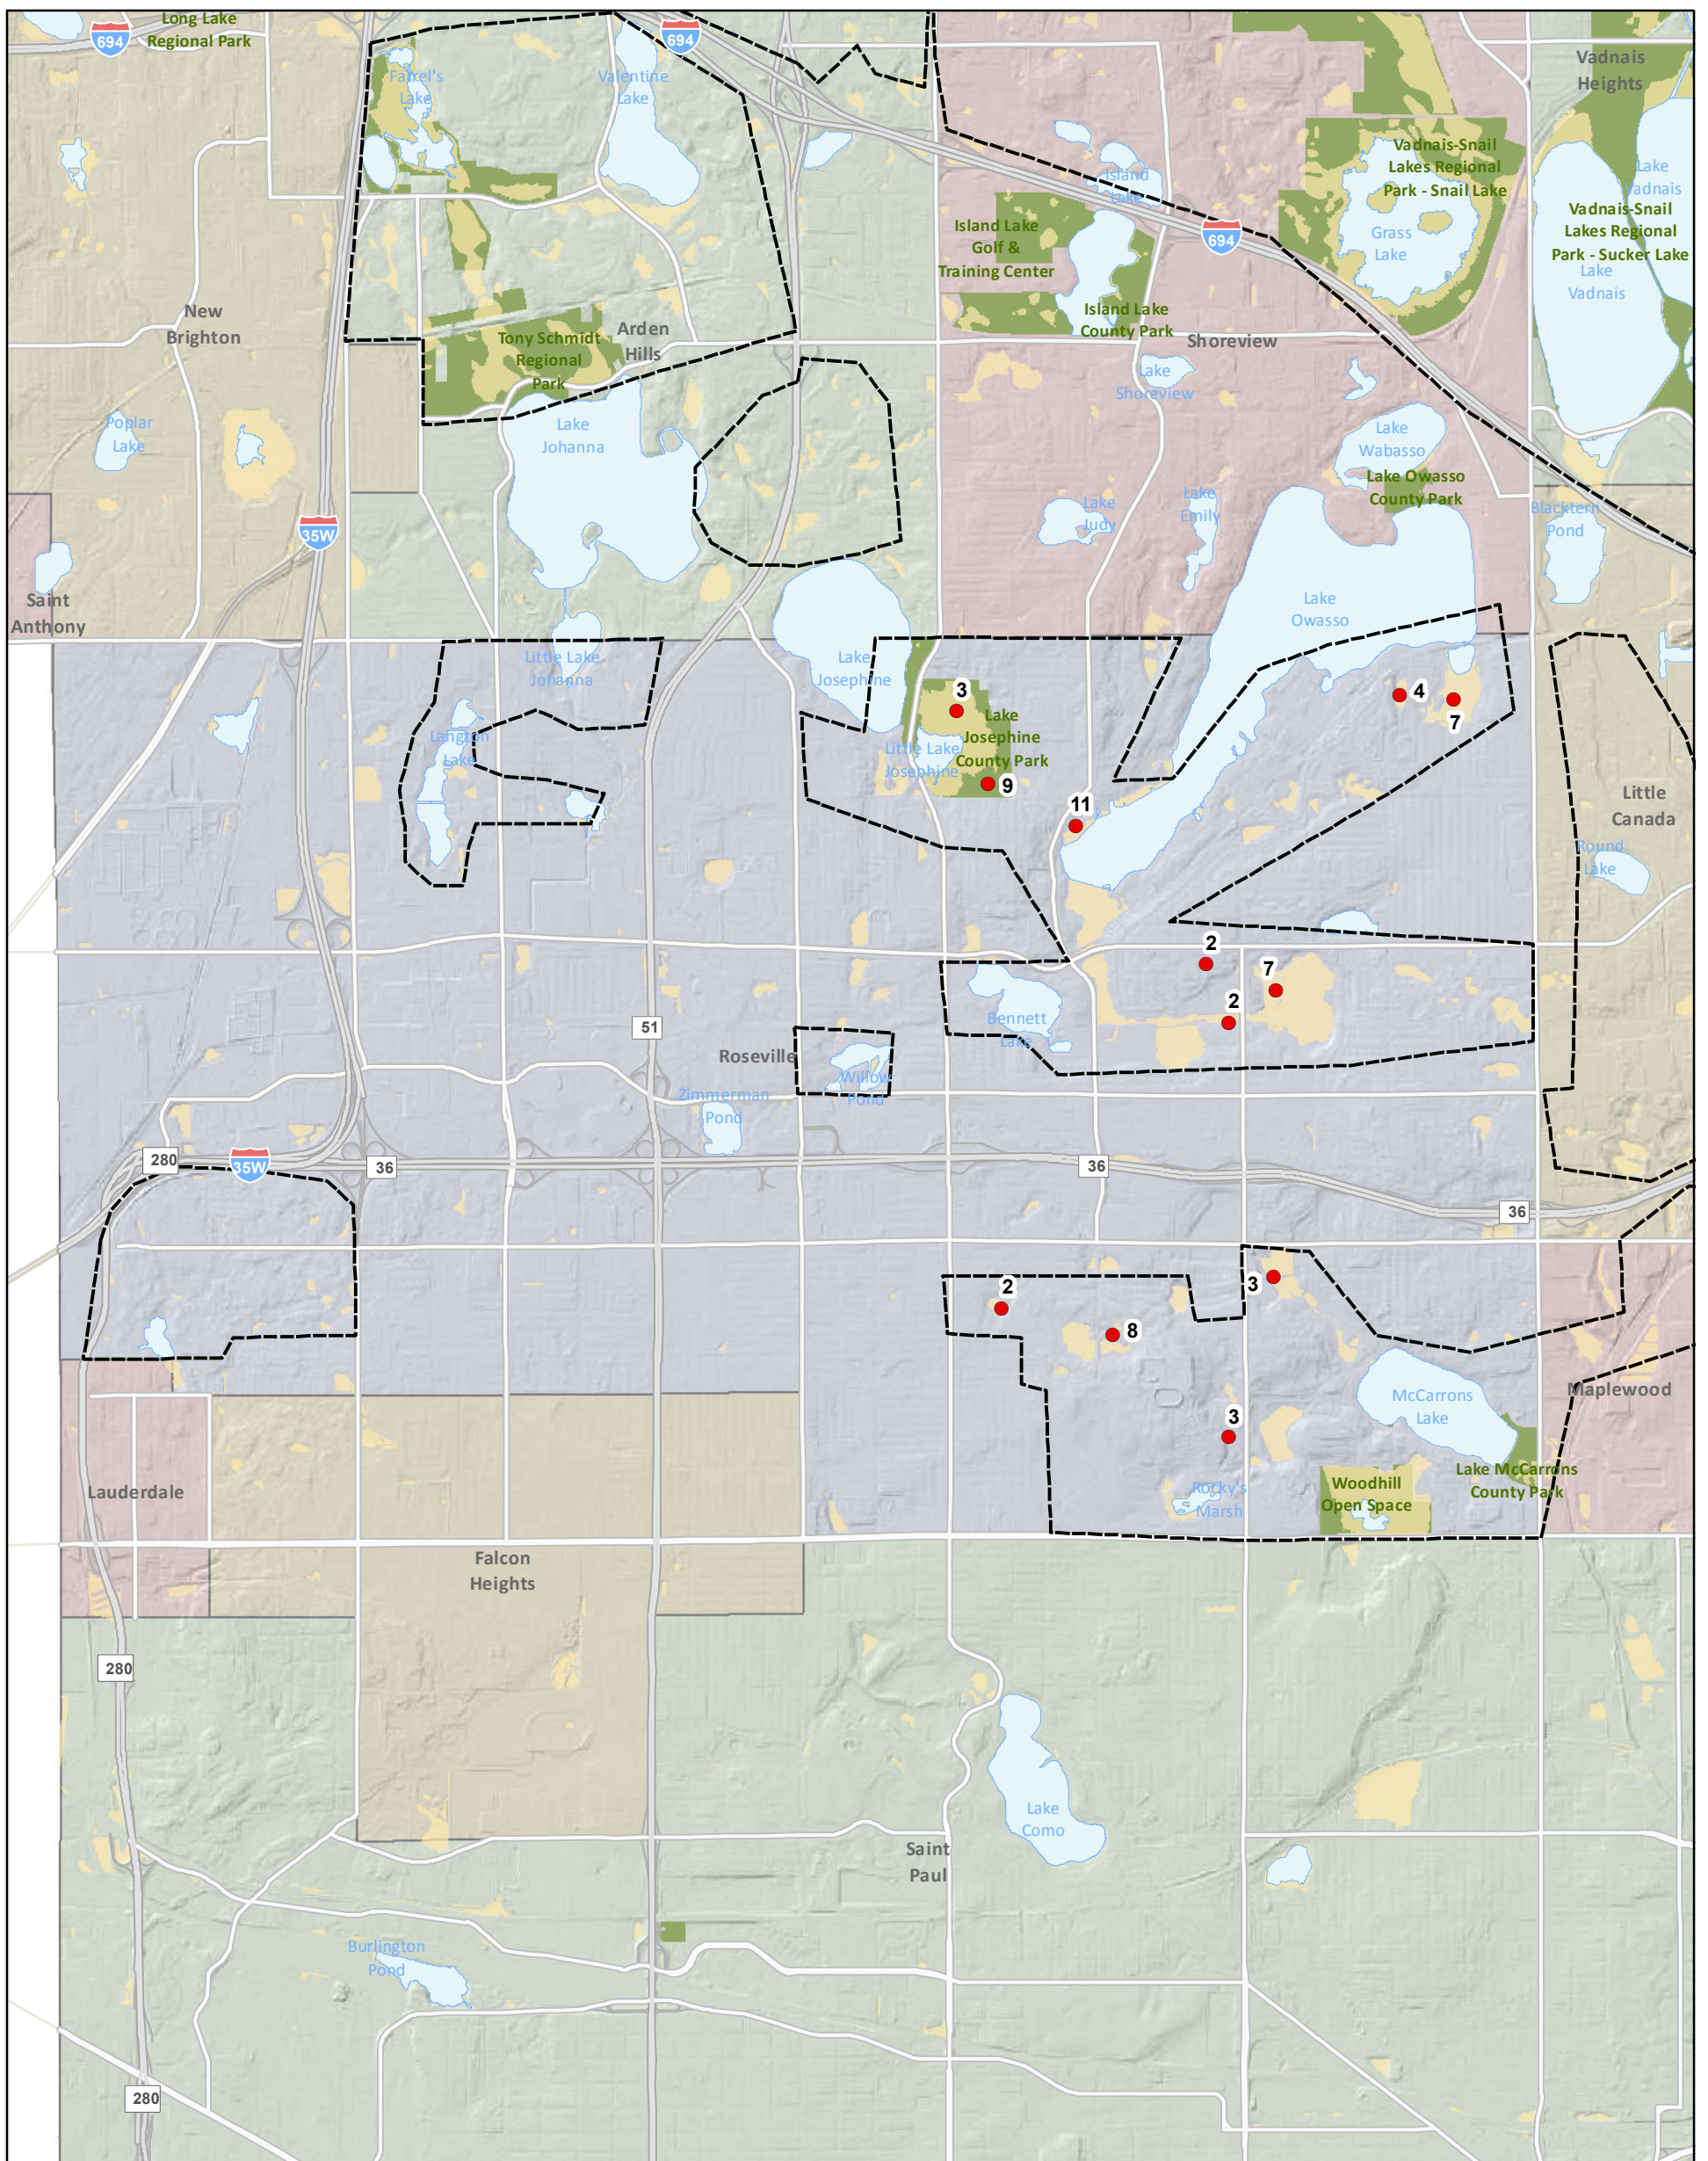 Long Lake
Regional Park
694
694
Farrel's
Lake
Valentine
Lake
Vadnais
Heights
Vadnais-Snail
Lakes Regional
Park - Snail Lake
Lake
Vadnais
Island
Lake
Vadnais-Snail
Lakes Regional
Park - Sucker Lake
Island Lake
Golf &
Training Center
694
Grass
Lake
Lake
Vadnais
New
Brighton
Island Lake
County Park
Arden
Hills
Tony Schmidt
Regional
Park
Shoreview
Lake
Shoreview
Poplar
Lake
Lake
Johanna
Lake
Wabasso
Lake Owasso
County Park
Lake
Judy
Lake
Emily
Blacktern
Pond
35W
Saint
Anthony
Lake
Owasso
Little Lake
Johanna
Lake
Josephine
3
4
7
Lake
Josephine
County Park
Langton
Lake
Little Lake
Josephine
9
11
Little
Canada
Round
Lake
2
7
2
Bennett
Lake
51
Roseville
Willow
Pond
Zimmerman
Pond
280
35W
36
36
36
2
3
8
McCarrons
Lake
Maplewood
3
Lauderdale
Rocky's
Marsh
Woodhill
Open Space
Lake McCarrons
County Park
Falcon
Heights
280
Lake
Como
Saint
Paul
Burlington
Pond
280